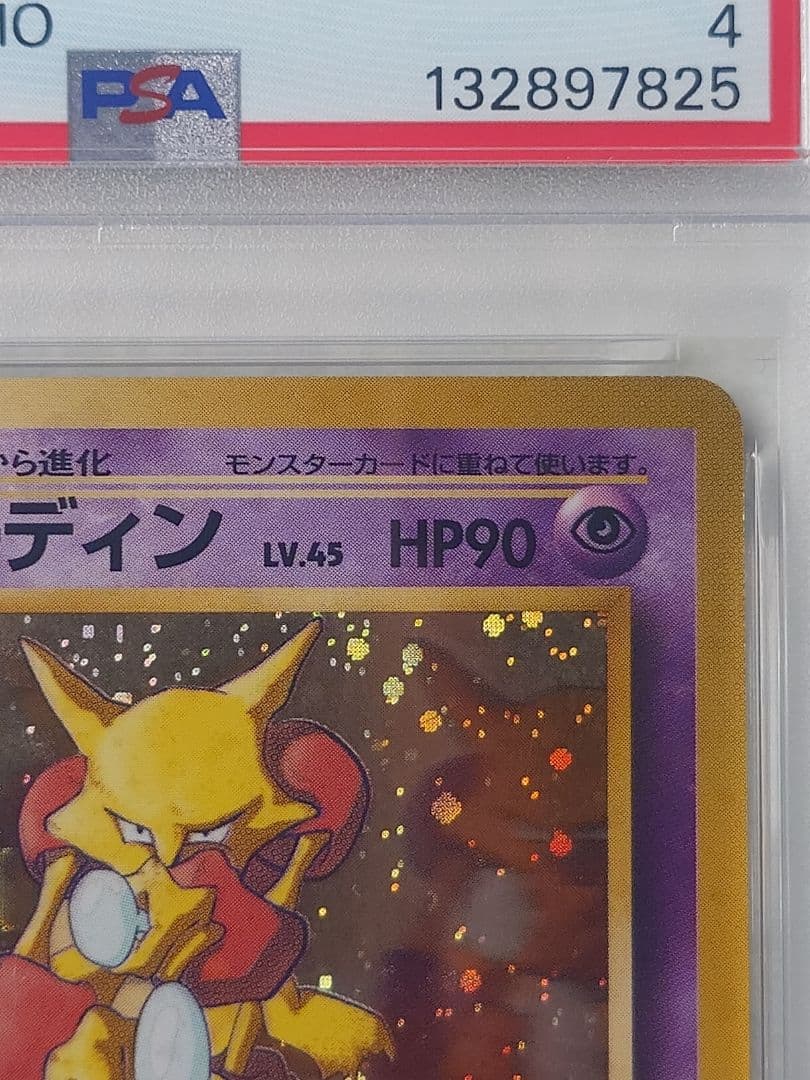 IO
4
PSA
132897825
から進化
モンスターカードに重ねて使います。
ディン LV.45 HP90